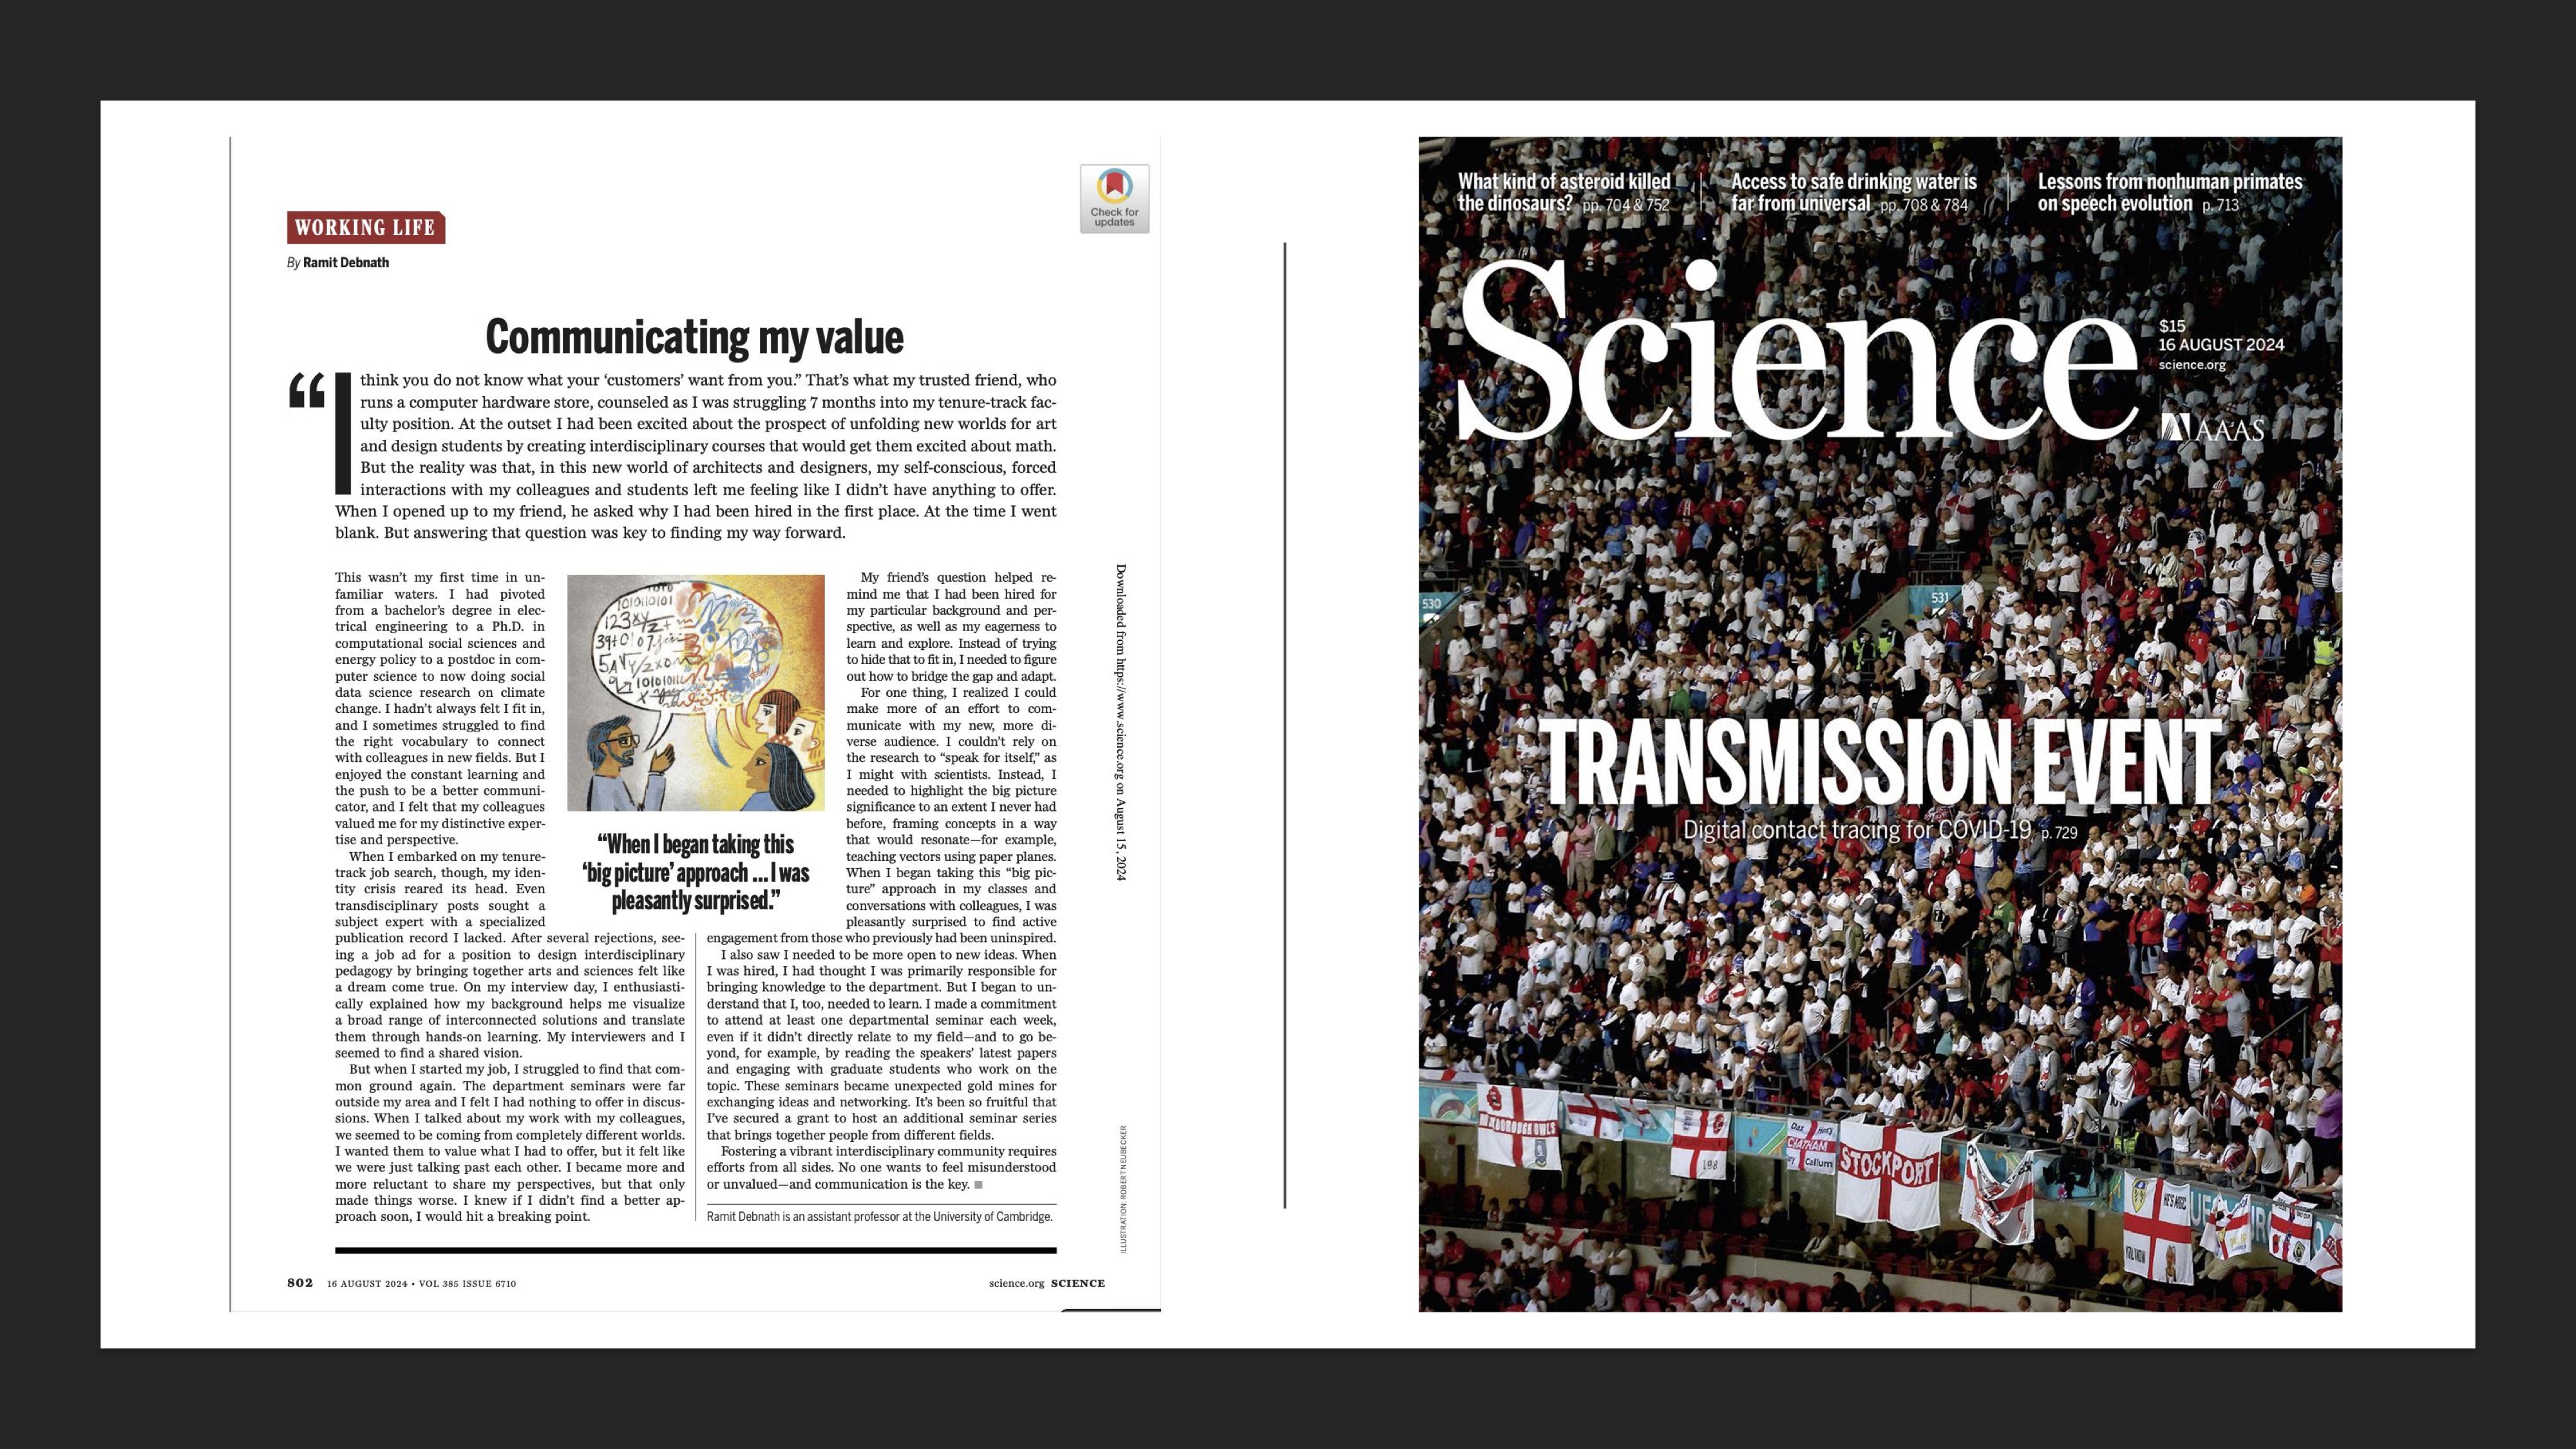 WORKING LIFE
By Ramit Debnath
Check for
updates
Communicating my value
“I think you do not know what your ‘customers’ want from you.” That’s what my trusted friend, who
runs a computer hardware store, counseled as I was struggling 7 months into my tenure-track fac-
ulty position. At the outset I had been excited about the prospect of unfolding new worlds for art
and design students by creating interdisciplinary courses that would get them excited about math.
But the reality was that, in this new world of architects and designers, my self-conscious, forced
interactions with my colleagues and students left me feeling like I didn’t have anything to offer.
When I opened up to my friend, he asked why I had been hired in the first place. At the time I went
blank. But answering that question was key to finding my way forward.
This wasn’t my first time in un-
familiar waters. I had pivoted
from a bachelor’s degree in elec-
trical engineering to a Ph.D. in
computational social sciences and
energy policy to a postdoc in com-
puter science to now doing social
data science research on climate
change. I hadn’t always felt I fit in,
and I sometimes struggled to find
the right vocabulary to connect
with colleagues in new fields. But I
enjoyed the constant learning and
the push to be a better communi-
cator, and I felt that my colleagues
valued me for my distinctive exper-
tise and perspective.
When I embarked on my tenure-
track job search, though, my iden-
tity crisis reared its head. Even
transdisciplinary posts sought a
subject expert with a specialized
publication record I lacked. After several rejections, see-
ing a job ad for a position to design interdisciplinary
pedagogy by bringing together arts and sciences felt like
a dream come true. On my interview day, I enthusiasti-
cally explained how my background helps me visualize
a broad range of interconnected solutions and translate
them through hands-on learning. My interviewers and I
seemed to find a shared vision.
But when I started my job, I struggled to find that com-
mon ground again. The department seminars were far
outside my area and I felt I had nothing to offer in discus-
sions. When I talked about my work with my colleagues,
we seemed to be coming from completely different worlds.
I wanted them to value what I had to offer, but it felt like
we were just talking past each other. I became more and
more reluctant to share my perspectives, but that only
made things worse. I knew if I didn’t find a better ap-
proach soon, I would hit a breaking point.
“When I began taking this
‘big picture’ approach ... I was
pleasantly surprised.”
My friend’s question helped re-
mind me that I had been hired for
my particular background and per-
spective, as well as my eagerness to
learn and explore. Instead of trying
to hide that to fit in, I needed to figure
out how to bridge the gap and adapt.
For one thing, I realized I could
make more of an effort to com-
municate with my new, more di-
verse audience. I couldn’t rely on
the research to “speak for itself,” as
I might with scientists. Instead, I
needed to highlight the big picture
significance to an extent I never had
before, framing concepts in a way
that would resonate—for example,
teaching vectors using paper planes.
When I began taking this “big pic-
ture” approach in my classes and
conversations with colleagues, I was
pleasantly surprised to find active
engagement from those who previously had been uninspired.
I also saw I needed to be more open to new ideas. When
I was hired, I had thought I was primarily responsible for
bringing knowledge to the department. But I began to un-
derstand that I, too, needed to learn. I made a commitment
to attend at least one departmental seminar each week,
even if it didn’t directly relate to my field—and to go be-
yond, for example, by reading the speakers’ latest papers
and engaging with graduate students who work on the
topic. These seminars became unexpected gold mines for
exchanging ideas and networking. It’s been so fruitful that
I’ve secured a grant to host an additional seminar series
that brings together people from different fields.
Fostering a vibrant interdisciplinary community requires
efforts from all sides. No one wants to feel misunderstood
or unvalued—and communication is the key. ■
Ramit Debnath is an assistant professor at the University of Cambridge.
Downloaded from https://www.science.org on August 15, 2024
ILLUSTRATION: ROBERT NEUBECKER
802 16 AUGUST 2024 • VOL 385 ISSUE 6710
science.org SCIENCE
What kind of asteroid killed
the dinosaurs? pp. 704 & 752
Access to safe drinking water is
far from universal pp. 708 & 784
Lessons from nonhuman primates
on speech evolution p. 713
Science
$15
16 AUGUST 2024
science.org
AAAS
530
531
TRANSMISSION EVENT
Digital contact tracing for COVID-19 p. 729
Dax
CHATHAM
Callum
STOCKPORT